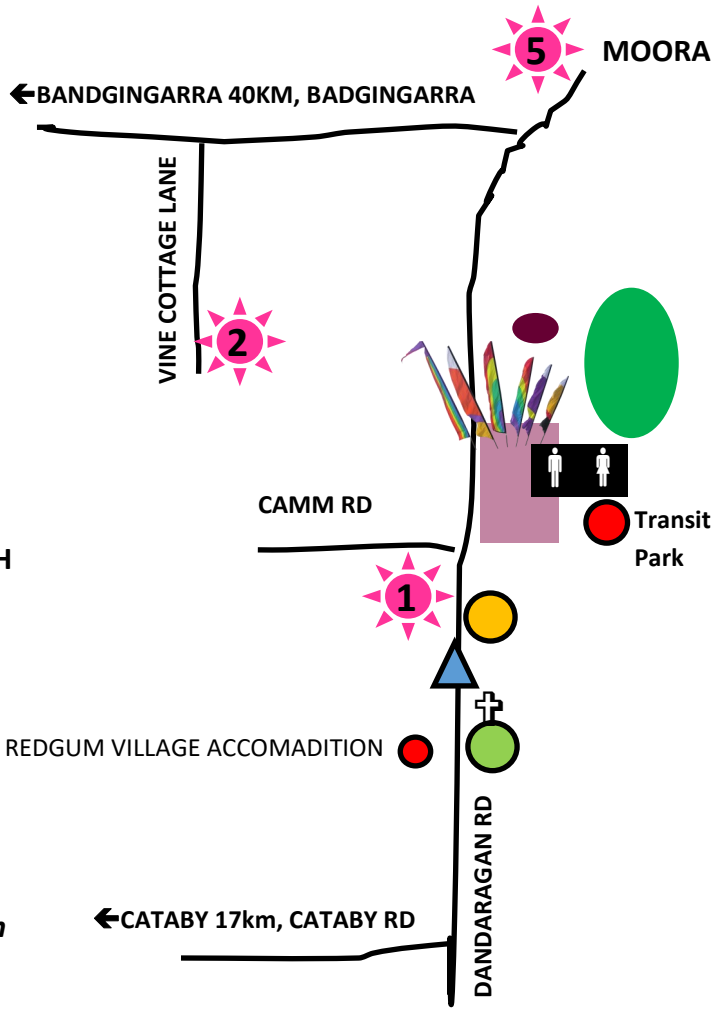 5
MOORA
←BANDGINGARRA 40KM, BADGINGARRA
VINE COTTAGE LANE
2
CAMM RD
Transit
Park
H
1
REDGUM VILLAGE ACCOMADITION
DANDARAGAN RD
←CATABY 17km, CATABY RD
n